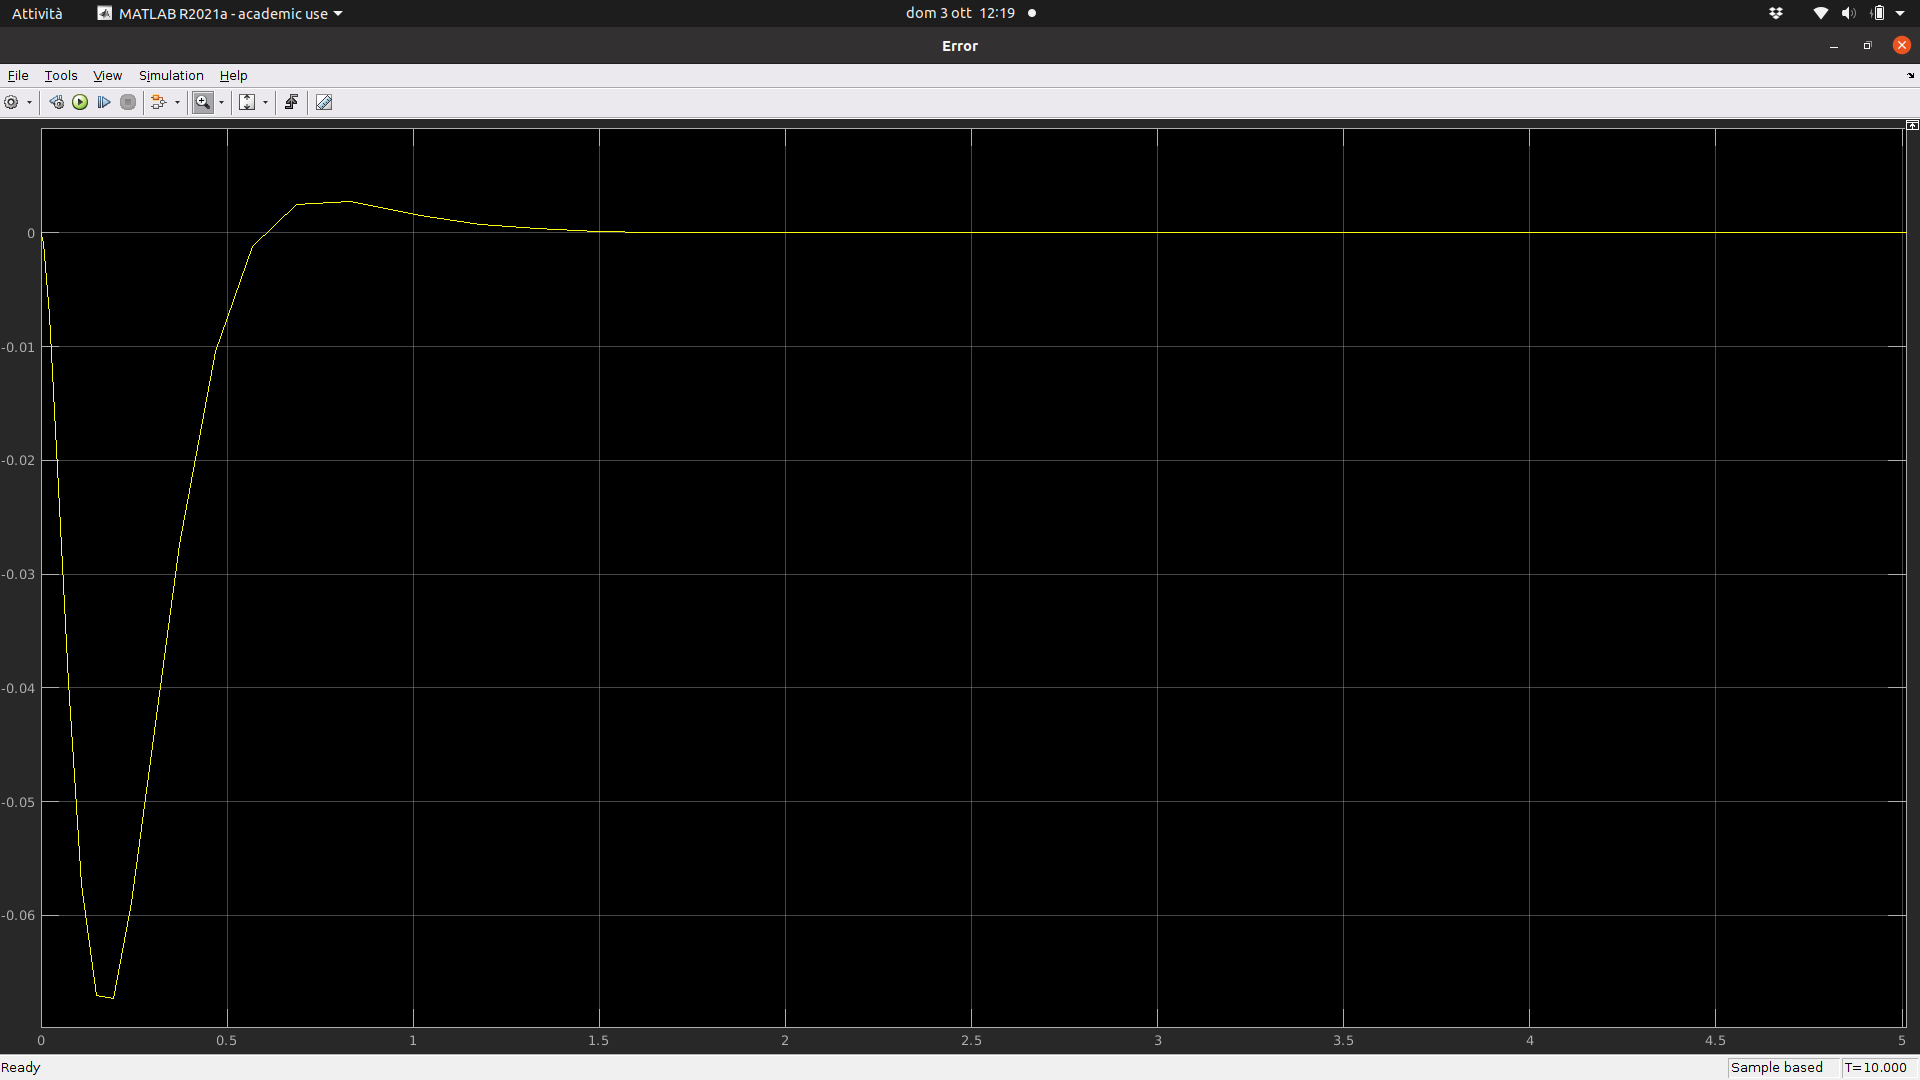 Attività MATLAB R2021a - academic use dom 3 ott 12:19
Error
File Tools View Simulation Help
0
-0.01
-0.02
-0.03
-0.04
-0.05
-0.06
0 0.5 1 1.5 2 2.5 3 3.5 4 4.5 5
Ready Sample based T=10.000